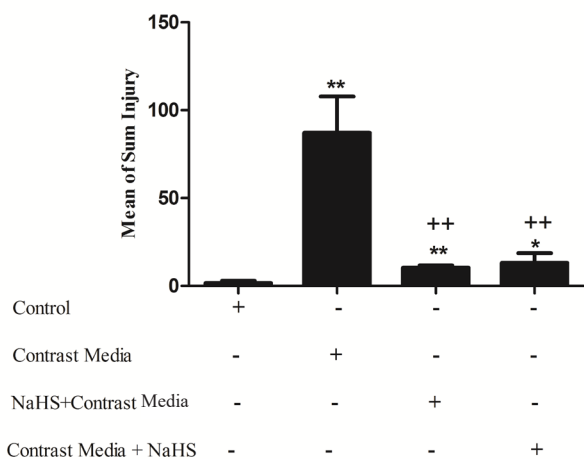 150
**
100
Mean of Sum Injury
50
++ ++
** *
0
Control + - - -
Contrast Media - + - -
NaHS+Contrast Media - - + -
Contrast Media + NaHS - - - +